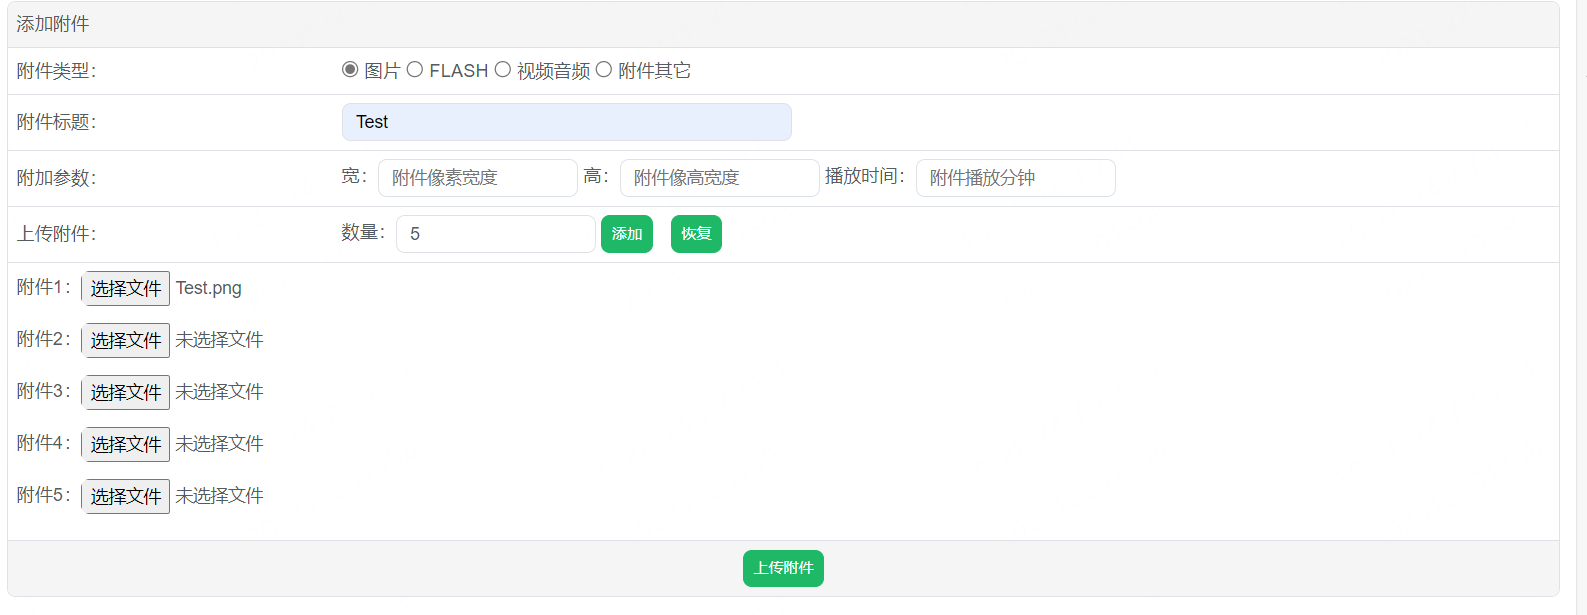 添加附件
附件类型： 图片 FLASH 视频音频 附件其它
附件标题： Test
附加参数： 宽： 附件像素宽度 高： 附件像高宽度 播放时间： 附件播放分钟
上传附件： 数量： 5 添加 恢复
附件1： 选择文件 Test.png
附件2： 选择文件 未选择文件
附件3： 选择文件 未选择文件
附件4： 选择文件 未选择文件
附件5： 选择文件 未选择文件
上传附件